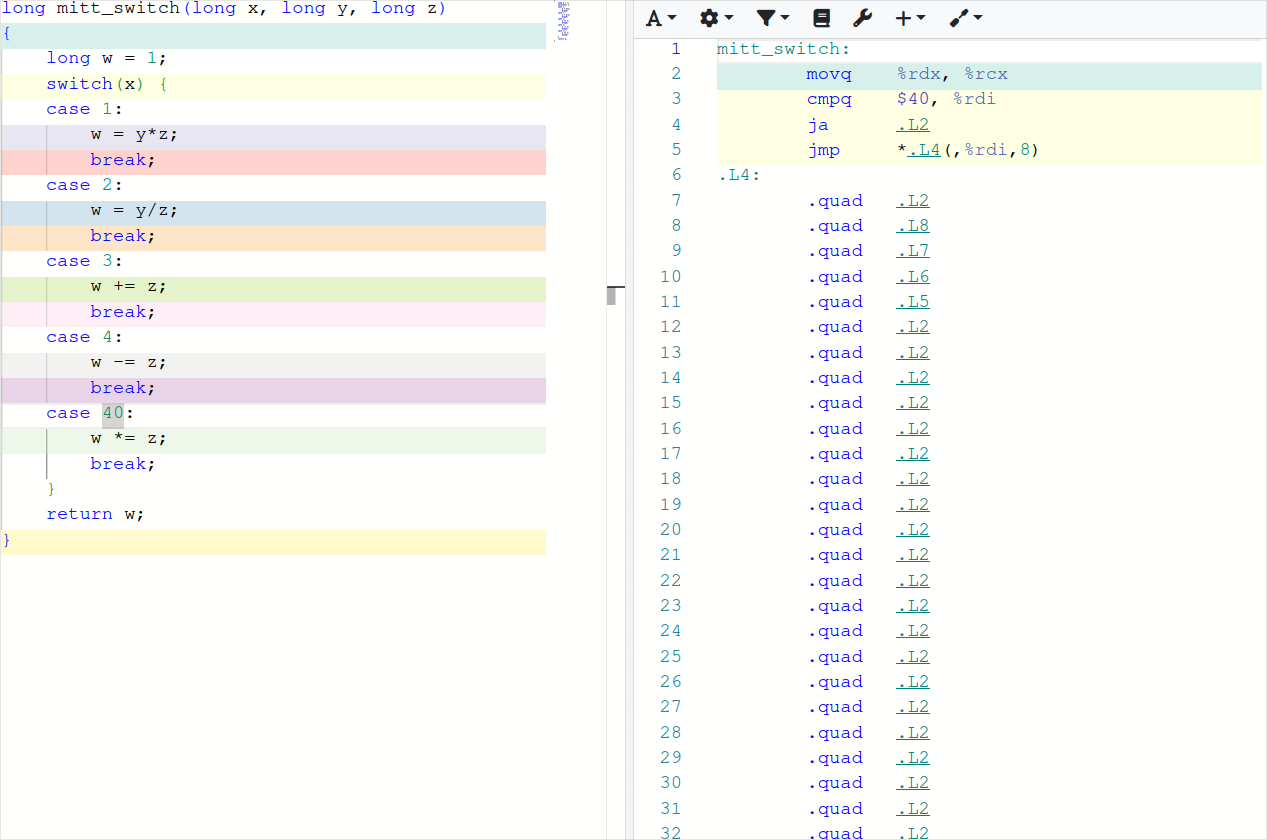 long mitt_switch(long x, long y, long z)
{
long w = 1;
switch(x) {
case 1:
w = y*z;
break;
case 2:
w = y/z;
break;
case 3:
w += z;
break;
case 4:
w -= z;
break;
case 40:
w *= z;
break;
}
return w;
}
A
1 mitt_switch:
2 movq %rdx, %rcx
3 cmpq $40, %rdi
4 ja .L2
5 jmp *.L4(,%rdi,8)
6 .L4:
7 .quad .L2
8 .quad .L8
9 .quad .L7
10 .quad .L6
11 .quad .L5
12 .quad .L2
13 .quad .L2
14 .quad .L2
15 .quad .L2
16 .quad .L2
17 .quad .L2
18 .quad .L2
19 .quad .L2
20 .quad .L2
21 .quad .L2
22 .quad .L2
23 .quad .L2
24 .quad .L2
25 .quad .L2
26 .quad .L2
27 .quad .L2
28 .quad .L2
29 .quad .L2
30 .quad .L2
31 .quad .L2
32 .quad .L2